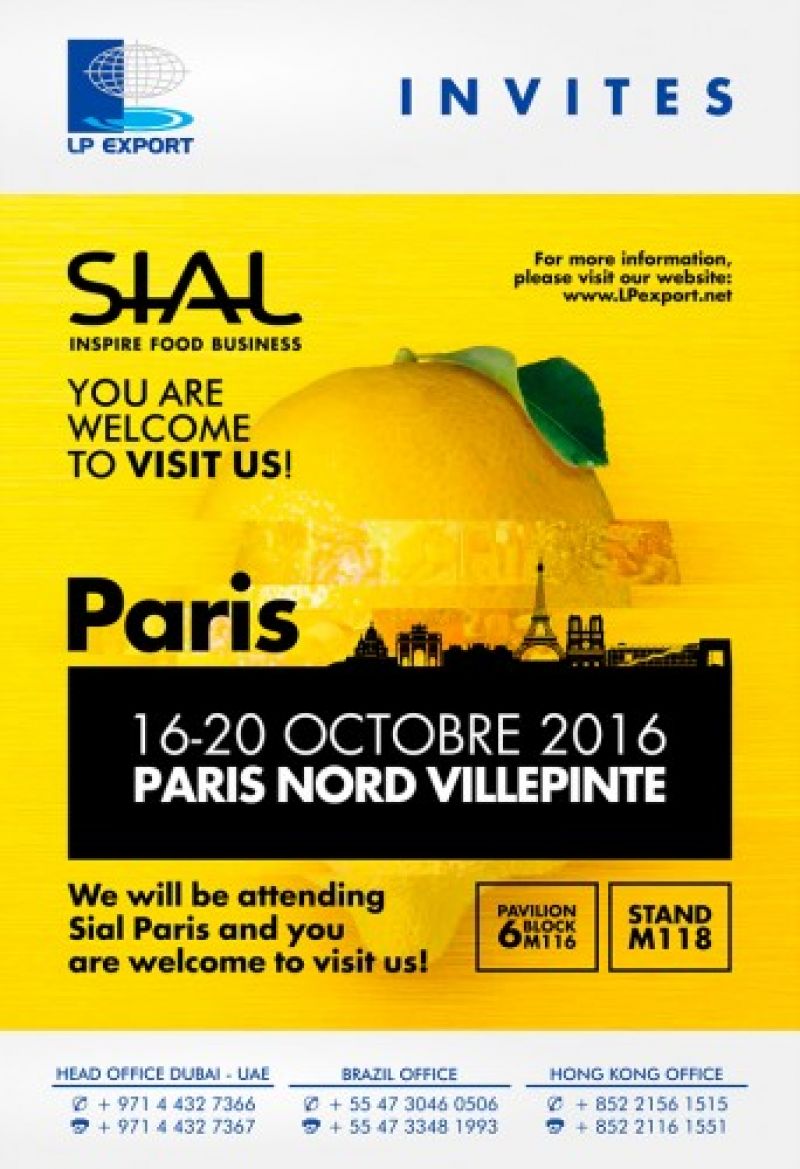 LP EXPORT
INVITES
SIAL
INSPIRE FOOD BUSINESS
For more information,
please visit our website:
www.LPexport.net
YOU ARE
WELCOME
TO VISIT US!
Paris
16-20 OCTOBRE 2016
PARIS NORD VILLEPINTE
We will be attending
Sial Paris and you
are welcome to visit us!
PAVILION
6 BLOCK
M116
STAND
M118
HEAD OFFICE DUBAI - UAE
✆ + 971 4 432 7366
☎ + 971 4 432 7367
BRAZIL OFFICE
✆ + 55 47 3046 0506
☎ + 55 47 3348 1993
HONG KONG OFFICE
✆ + 852 2156 1515
☎ + 852 2116 1551